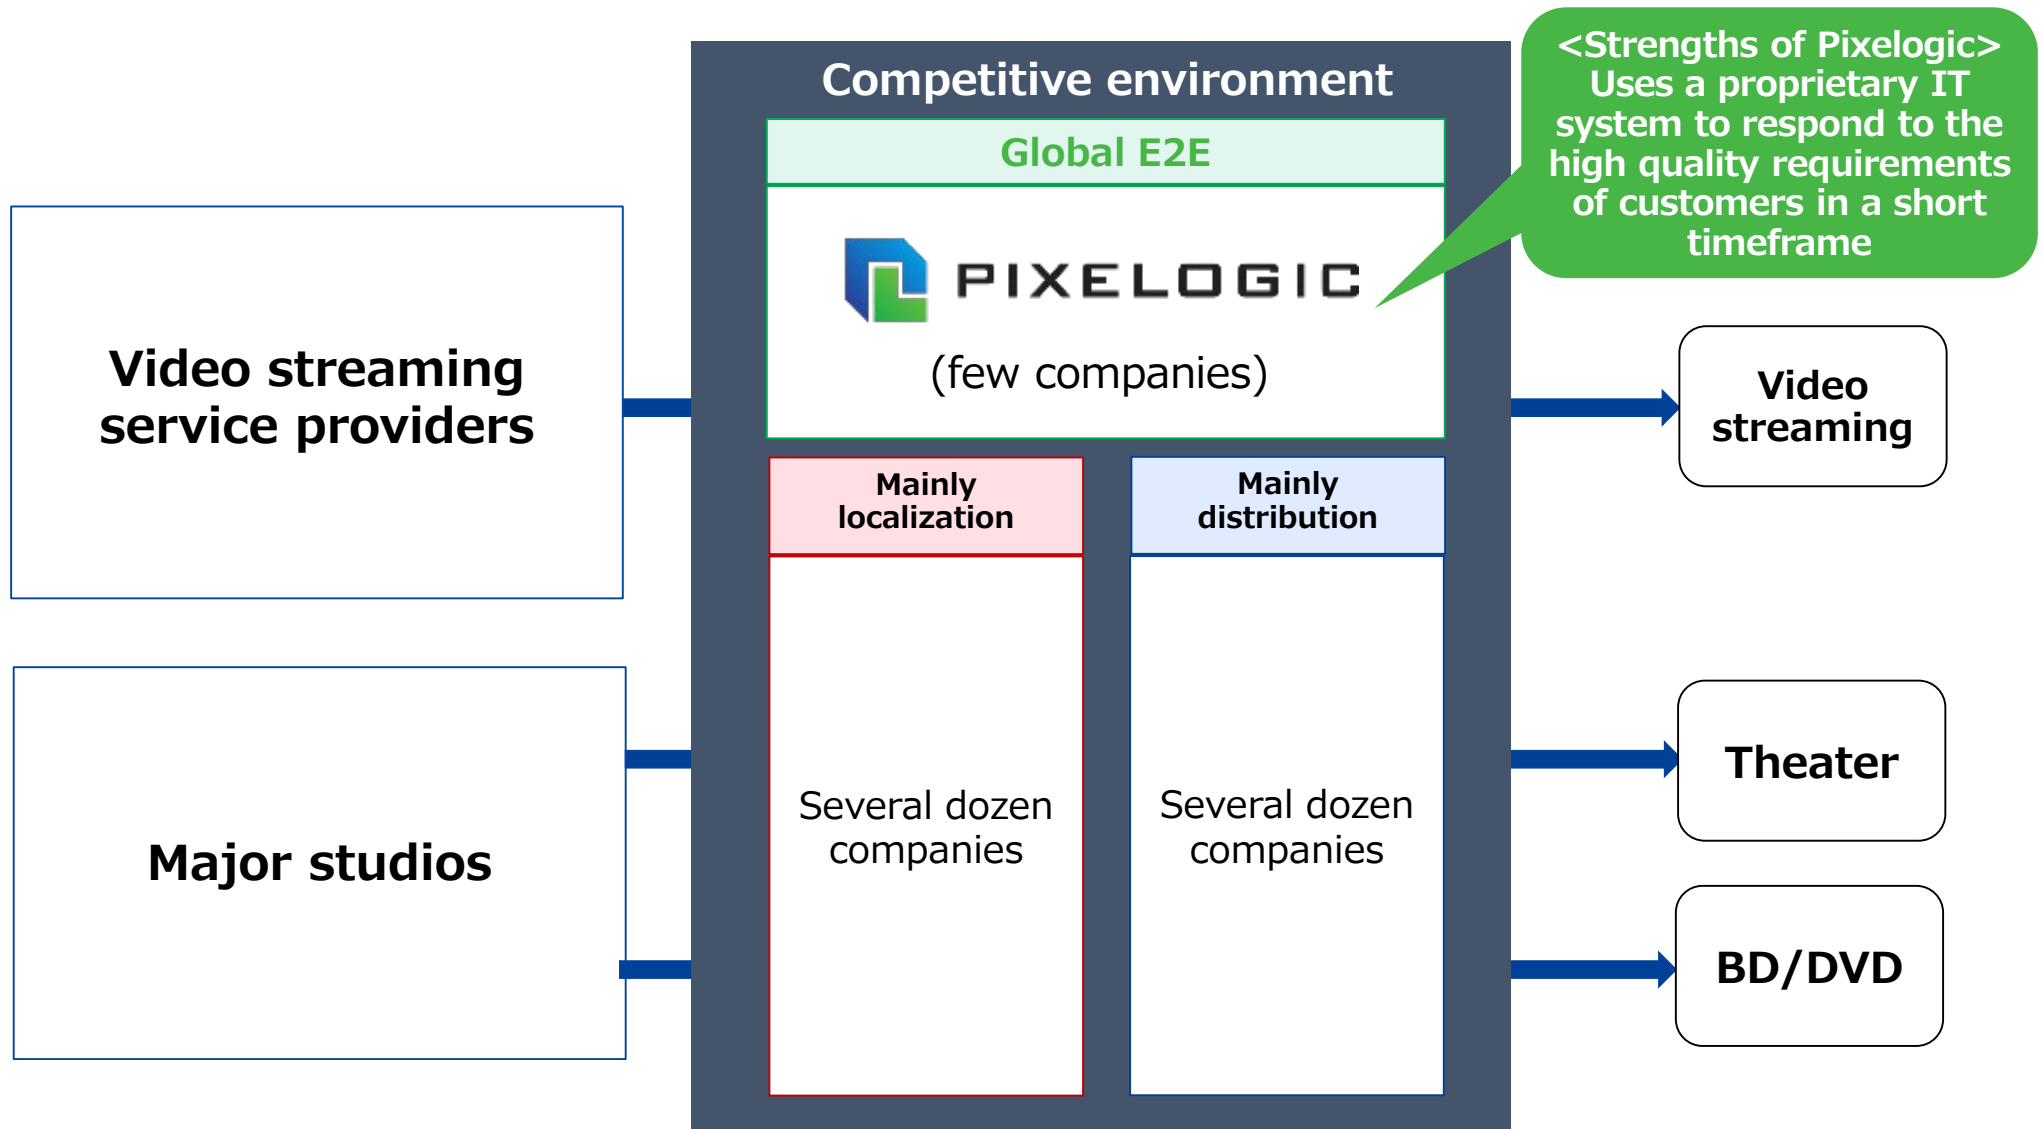 Competitive environment
<Strengths of Pixelogic>
Uses a proprietary IT
system to respond to the
high quality requirements
of customers in a short
timeframe
Global E2E
PIXELOGIC
(few companies)
Video streaming
service providers
Video
streaming
Mainly
localization
Mainly
distribution
Major studios
Several dozen
companies
Several dozen
companies
Theater
BD/DVD